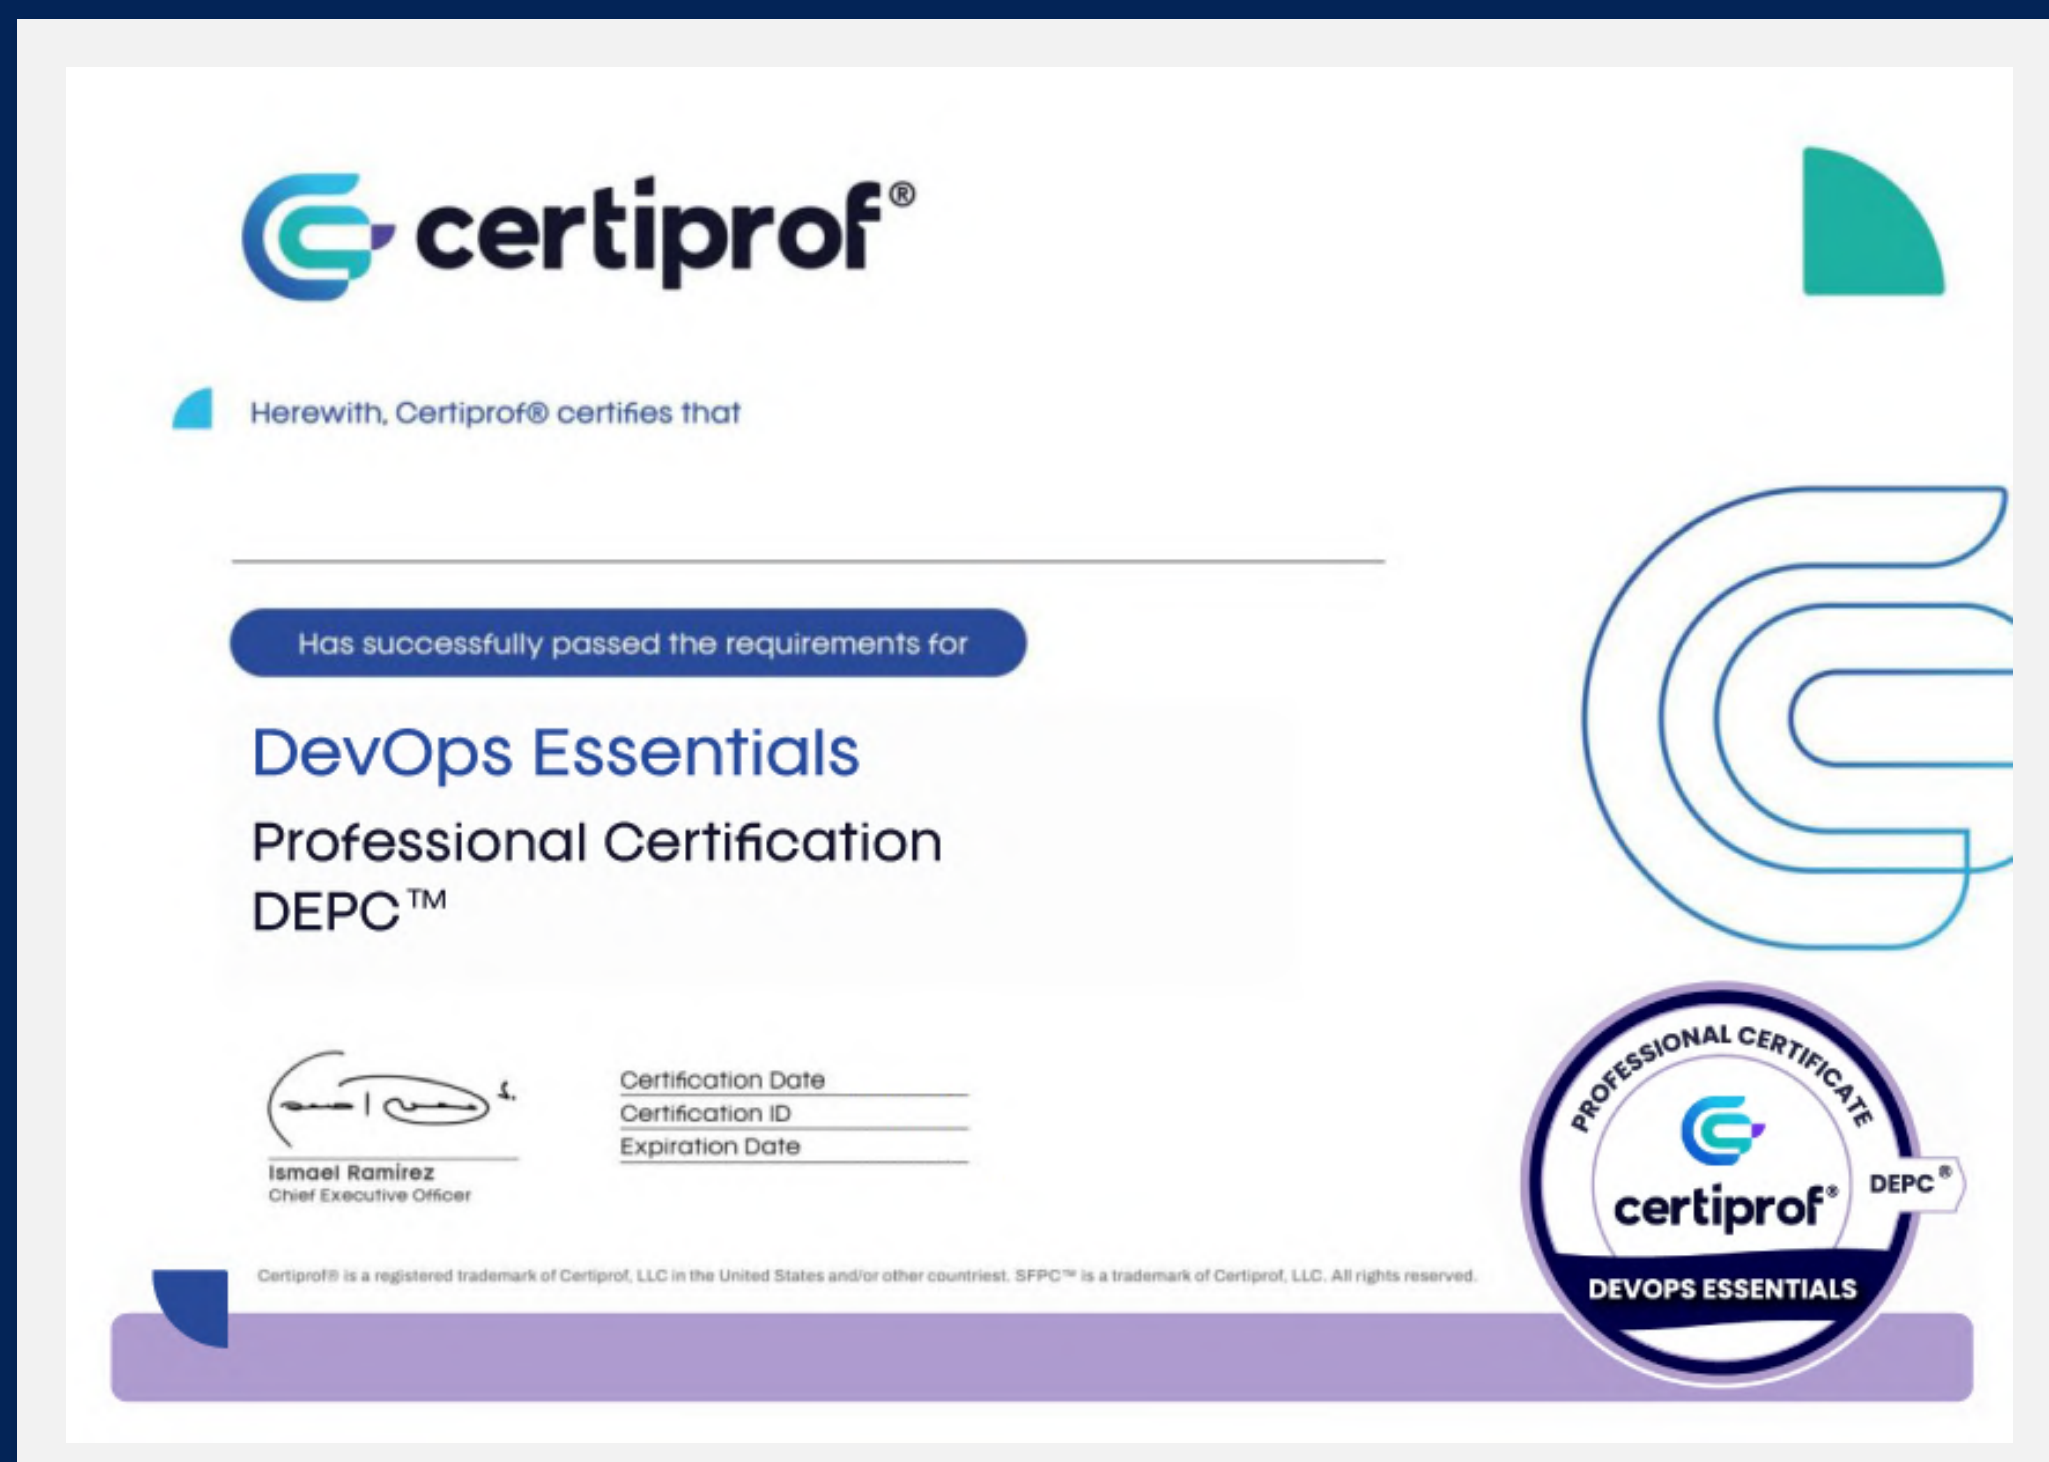 certiprof®
Herewith, Certiprof® certifies that
Has successfully passed the requirements for
DevOps Essentials
Professional Certification
DEPC™
Certification Date
Certification ID
Expiration Date
Ismael Ramírez
Chief Executive Officer
PROFESSIONAL CERTIFICATE
certiprof®
DEPC®
DEVOPS ESSENTIALS
Certiprof® is a registered trademark of Certiprof, LLC in the United States and/or other countriest. SFPC™ is a trademark of Certiprof, LLC. All rights reserved.